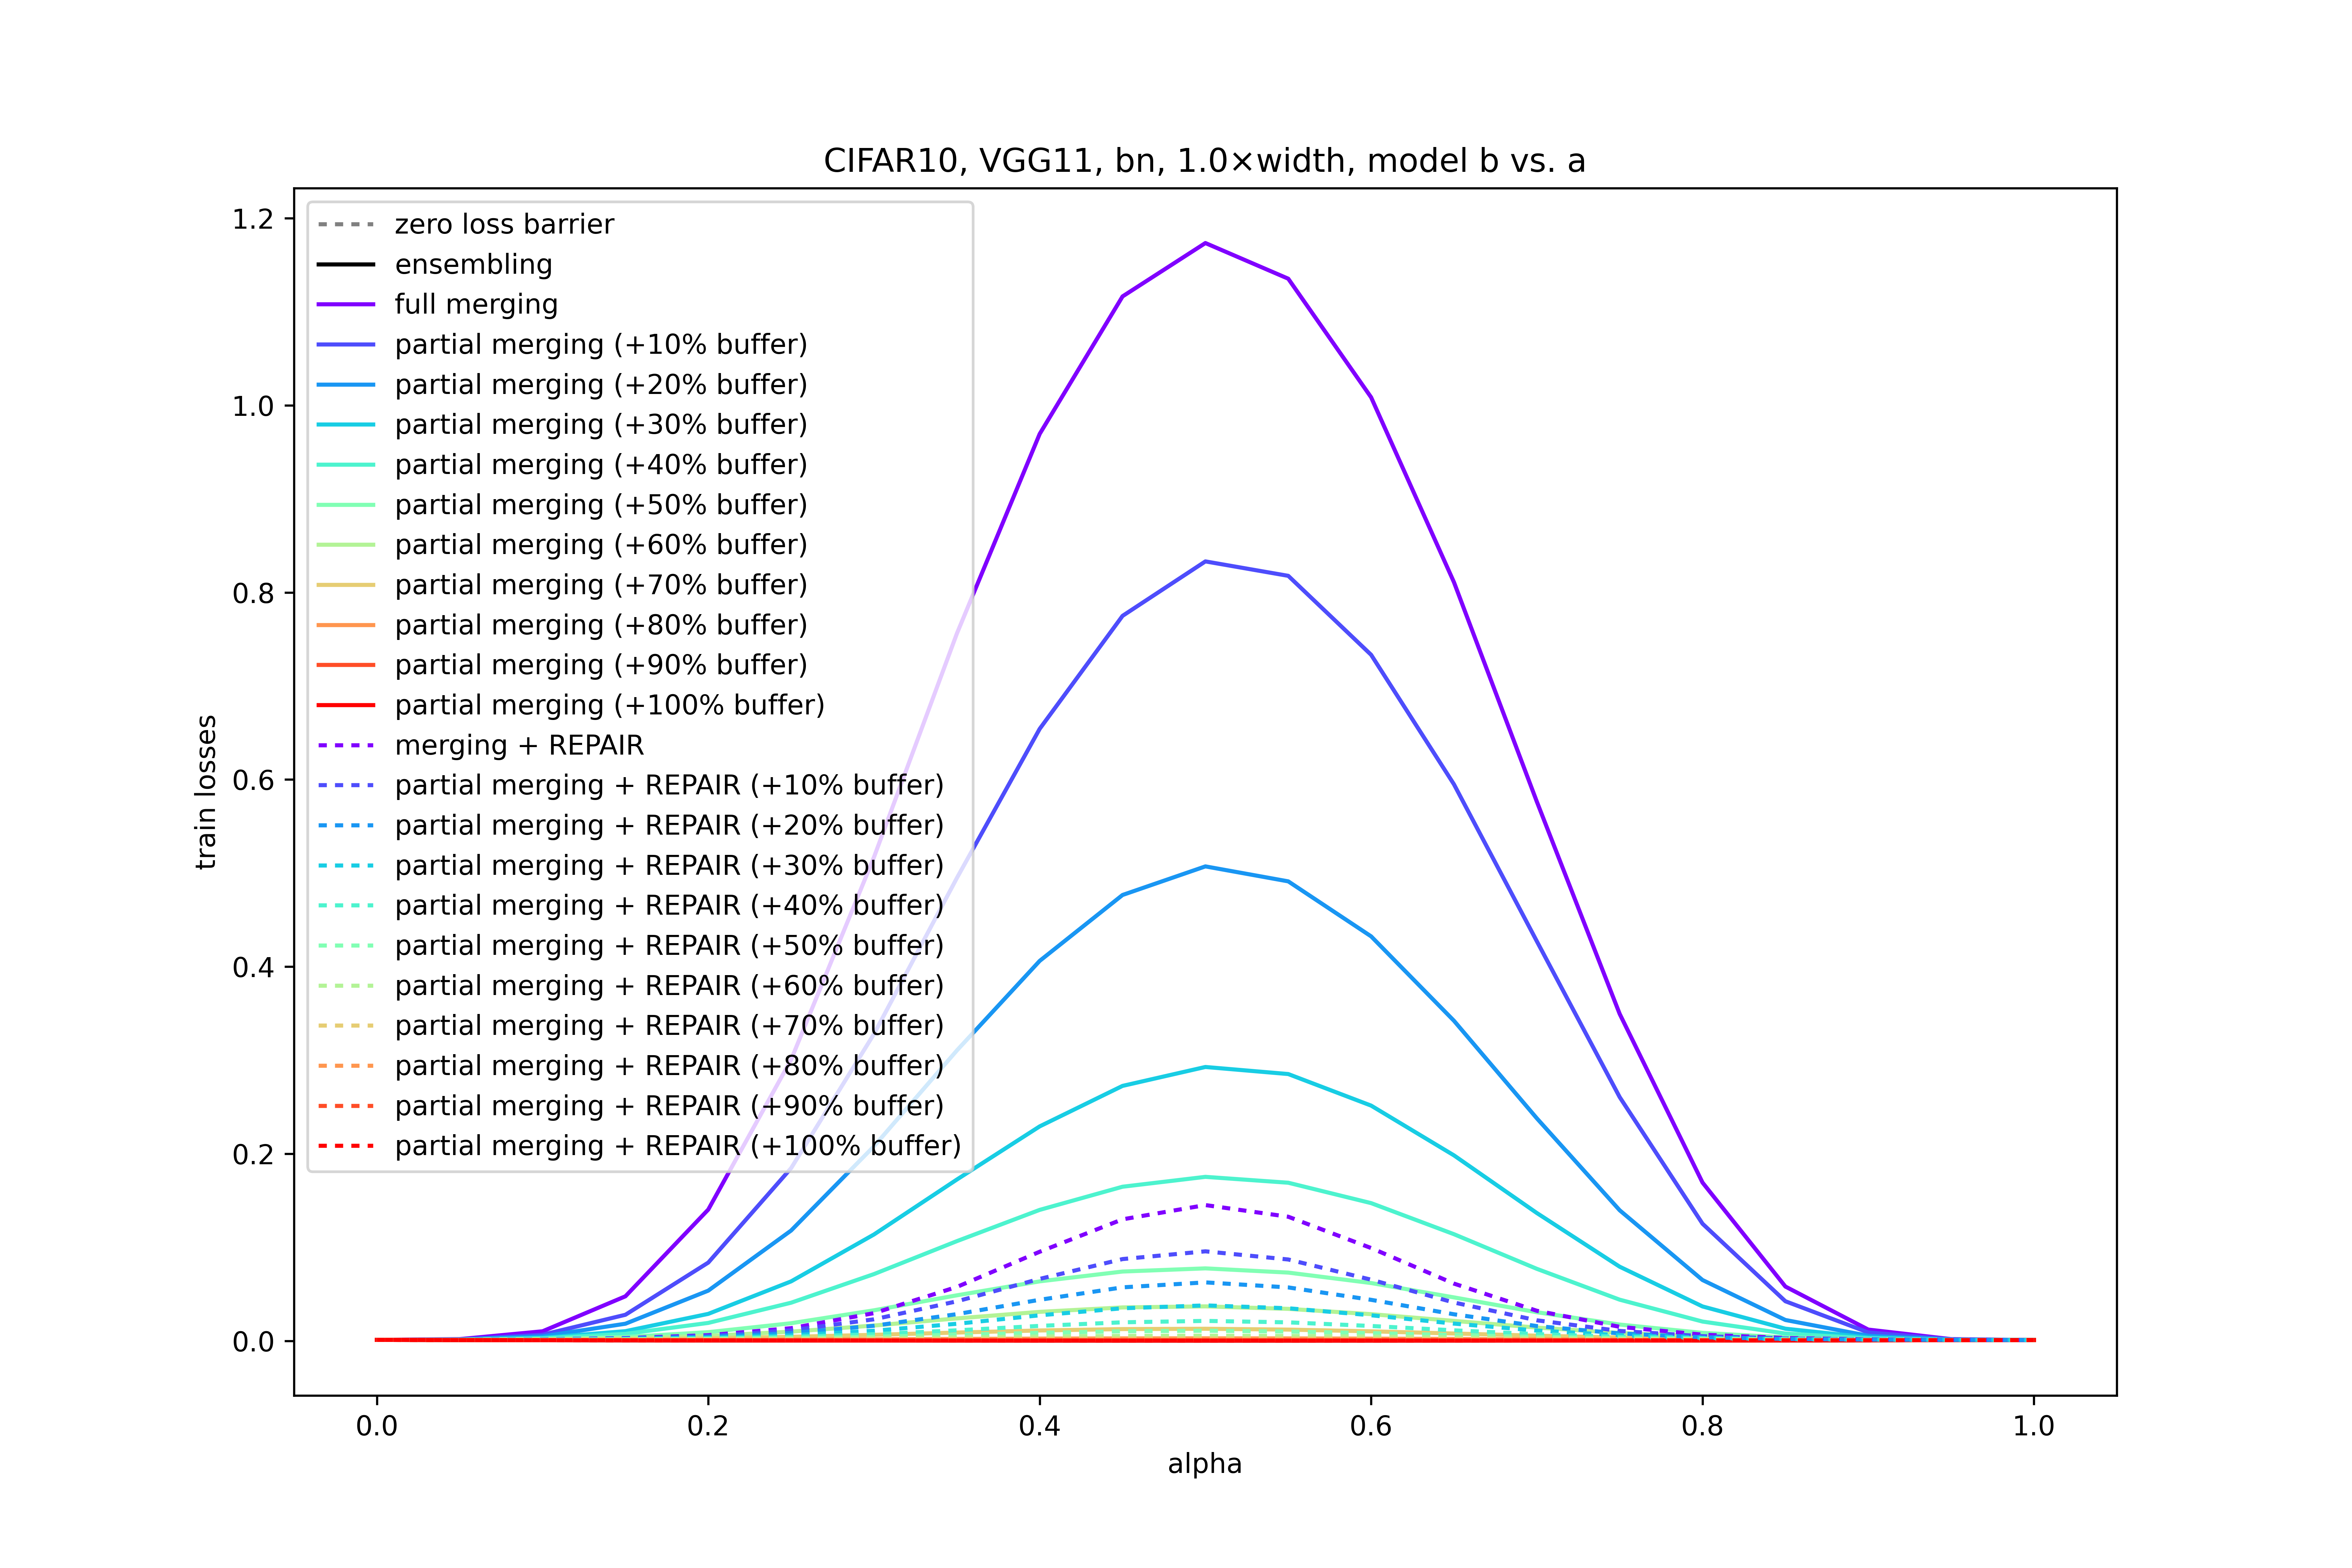 CIFAR10, VGG11, bn, 1.0×width, model b vs. a
1.2
1.0
0.8
0.6
0.4
0.2
0.0
train losses
zero loss barrier
ensembling
full merging
partial merging (+10% buffer)
partial merging (+20% buffer)
partial merging (+30% buffer)
partial merging (+40% buffer)
partial merging (+50% buffer)
partial merging (+60% buffer)
partial merging (+70% buffer)
partial merging (+80% buffer)
partial merging (+90% buffer)
partial merging (+100% buffer)
merging + REPAIR
partial merging + REPAIR (+10% buffer)
partial merging + REPAIR (+20% buffer)
partial merging + REPAIR (+30% buffer)
partial merging + REPAIR (+40% buffer)
partial merging + REPAIR (+50% buffer)
partial merging + REPAIR (+60% buffer)
partial merging + REPAIR (+70% buffer)
partial merging + REPAIR (+80% buffer)
partial merging + REPAIR (+90% buffer)
partial merging + REPAIR (+100% buffer)
0.0 0.2 0.4 0.6 0.8 1.0
alpha